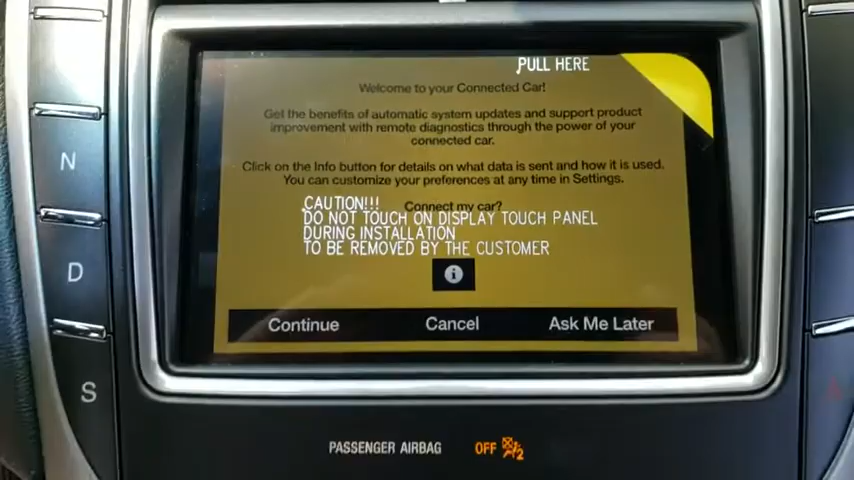 PULL HERE
Welcome to your Connected Car!
Get the benefits of automatic system updates and support product
improvement with remote diagnostics through the power of your
connected car.
Click on the Info button for details on what data is sent and how it is used.
You can customize your preferences at any time in Settings.
Connect my car?
CAUTION!!!
DO NOT TOUCH ON DISPLAY TOUCH PANEL
DURING INSTALLATION
TO BE REMOVED BY THE CUSTOMER
i
Continue Cancel Ask Me Later
N
D
S
PASSENGER AIRBAG OFF 2